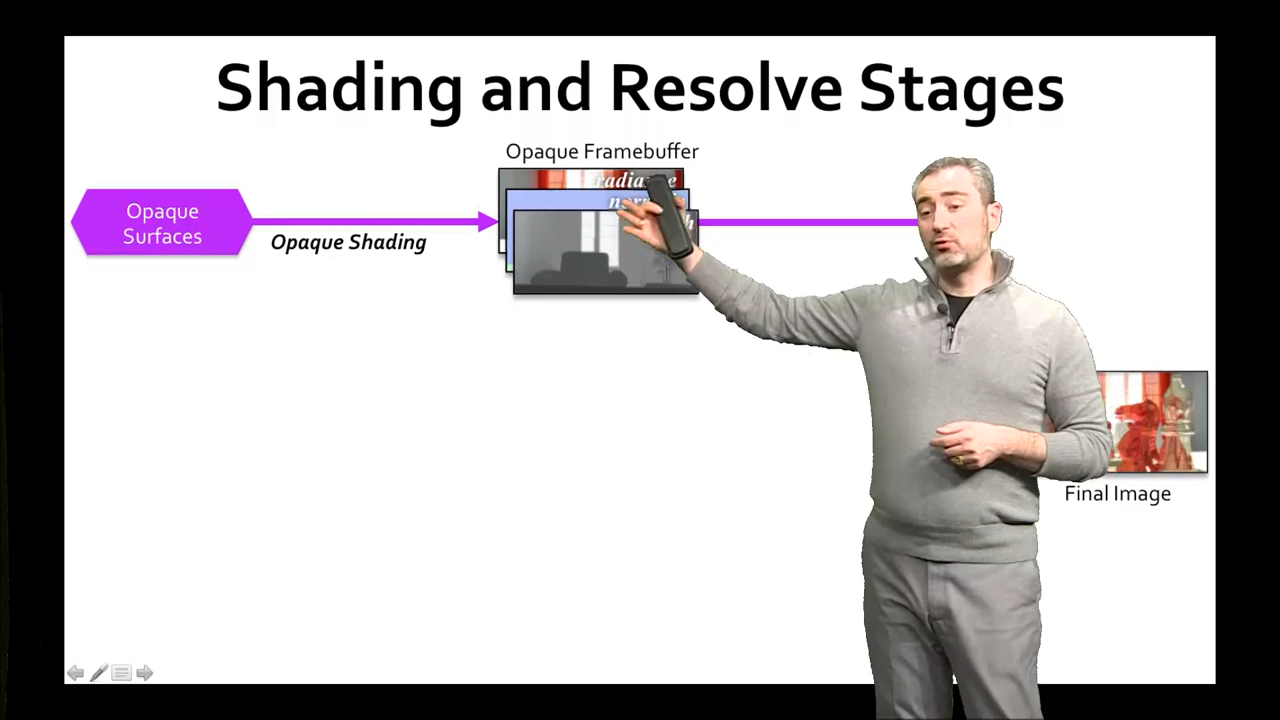 Shading and Resolve Stages
Opaque Framebuffer
Opaque
Surfaces
Opaque Shading
Final Image